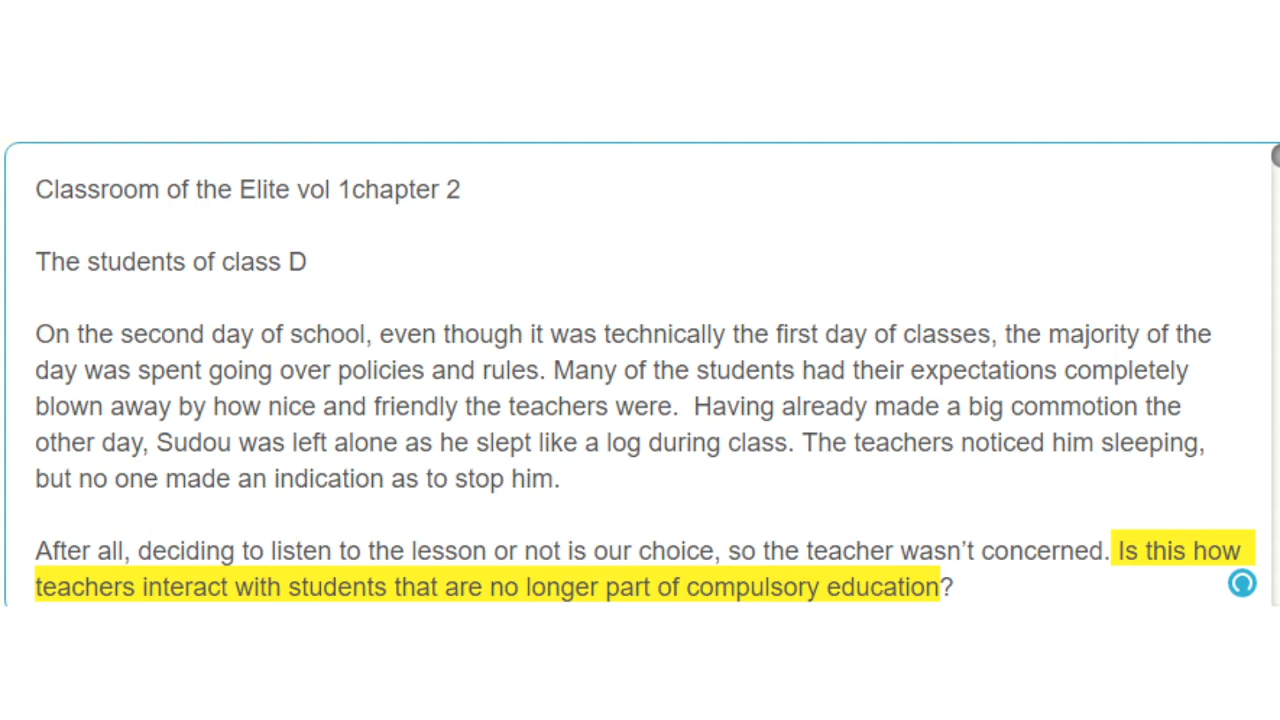 Classroom of the Elite vol 1chapter 2
The students of class D
On the second day of school, even though it was technically the first day of classes, the majority of the
day was spent going over policies and rules. Many of the students had their expectations completely
blown away by how nice and friendly the teachers were.  Having already made a big commotion the
other day, Sudou was left alone as he slept like a log during class. The teachers noticed him sleeping,
but no one made an indication as to stop him.
After all, deciding to listen to the lesson or not is our choice, so the teacher wasn’t concerned. Is this how
teachers interact with students that are no longer part of compulsory education?